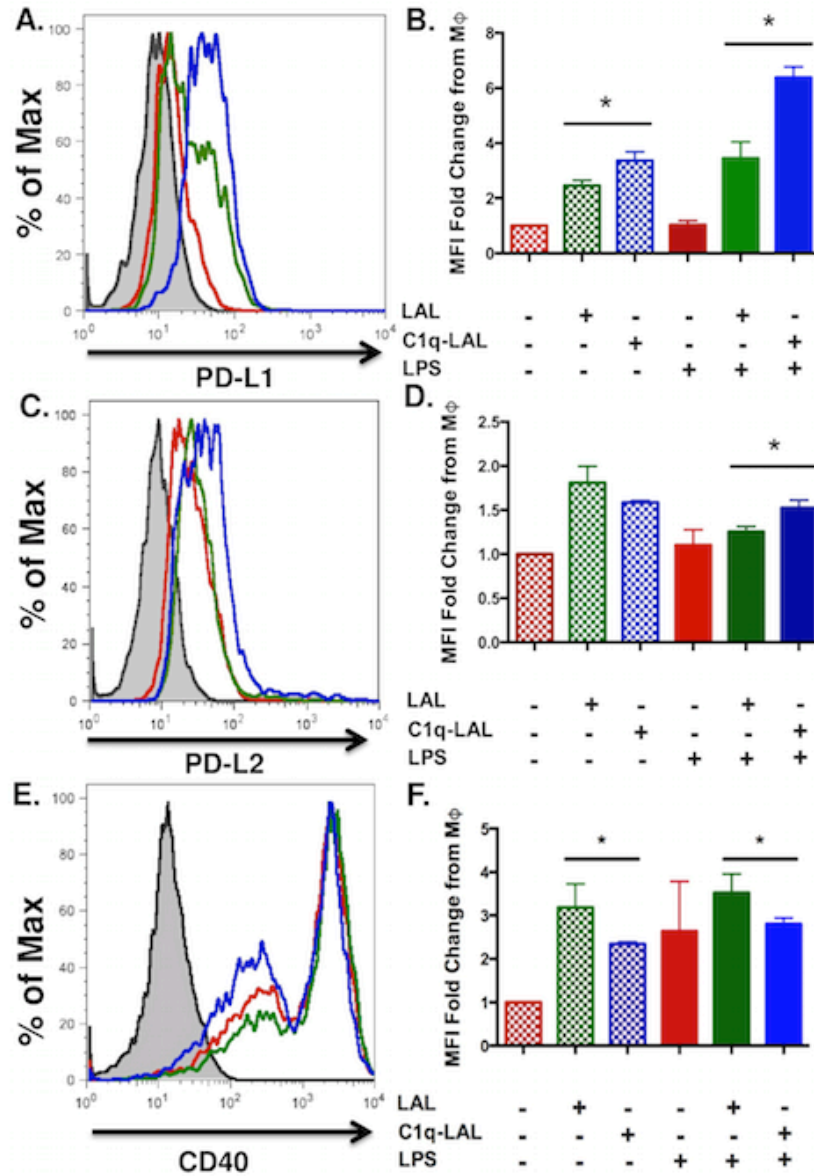 A.
% of Max
100
80
60
40
20
0
10^0 10^1 10^2 10^3 10^4
PD-L1
B.
MFI Fold Change from Mϕ
8
6
4
2
0
*
*
LAL - + - - + -
C1q-LAL - - + - - +
LPS - - - + + +
C.
% of Max
100
80
60
40
20
0
10^0 10^1 10^2 10^3 10^4
PD-L2
D.
MFI Fold Change from Mϕ
2.5
2.0
1.5
1.0
0.5
0.0
*
LAL - + - - + -
C1q-LAL - - + - - +
LPS - - - + + +
E.
% of Max
100
80
60
40
20
0
10^0 10^1 10^2 10^3 10^4
CD40
F.
MFI Fold Change from Mϕ
5
4
3
2
1
0
*
*
LAL - + - - + -
C1q-LAL - - + - - +
LPS - - - + + +